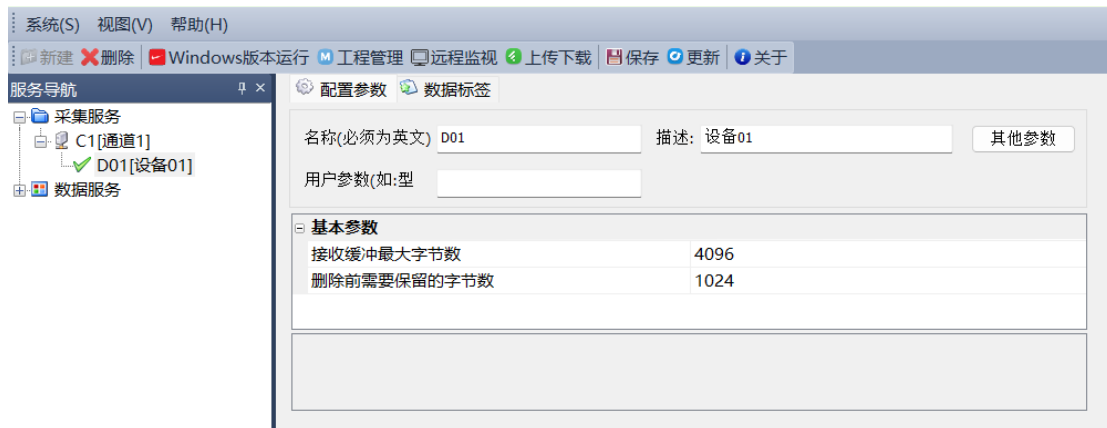 系统(S) 视图(V) 帮助(H)
新建 删除 Windows版本运行 工程管理 远程监视 上传下载 保存 更新 关于
服务导航
采集服务
C1[通道1]
D01[设备01]
数据服务
配置参数 数据标签
名称(必须为英文) D01 描述: 设备01 其他参数
用户参数(如:型
基本参数
接收缓冲最大字节数 4096
删除前需要保留的字节数 1024